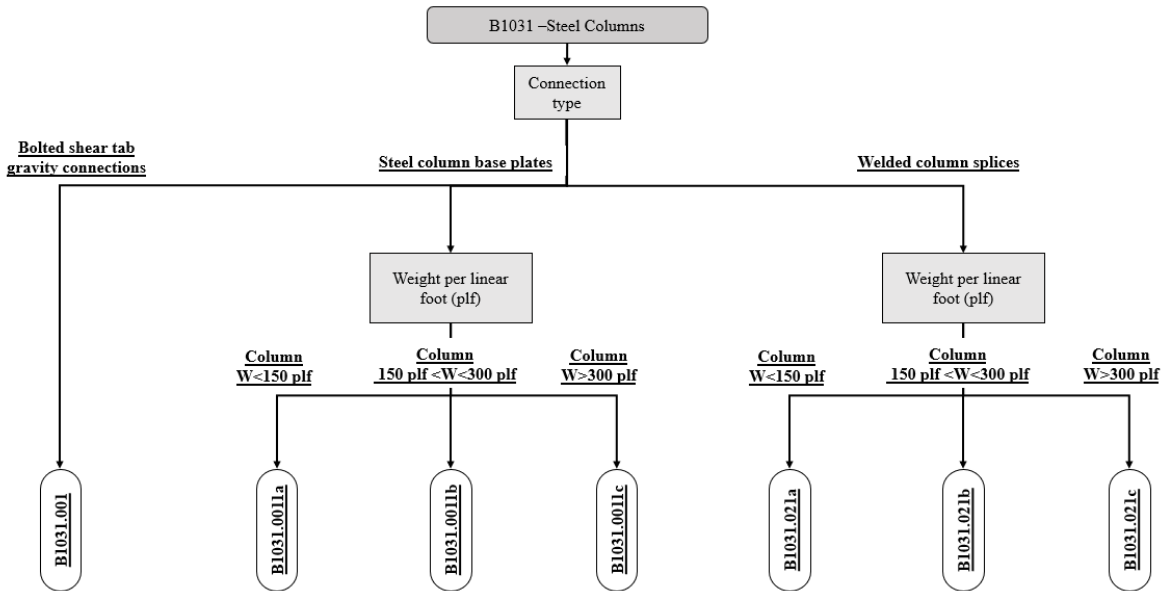 B1031 –Steel Columns
Connection
type
Bolted shear tab
gravity connections
Steel column base plates
Welded column splices
Weight per linear
foot (plf)
Weight per linear
foot (plf)
Column
W<150 plf
Column
150 plf <W<300 plf
Column
W>300 plf
Column
W<150 plf
Column
150 plf <W<300 plf
Column
W>300 plf
B1031.001
B1031.0011a
B1031.0011b
B1031.0011c
B1031.021a
B1031.021b
B1031.021c